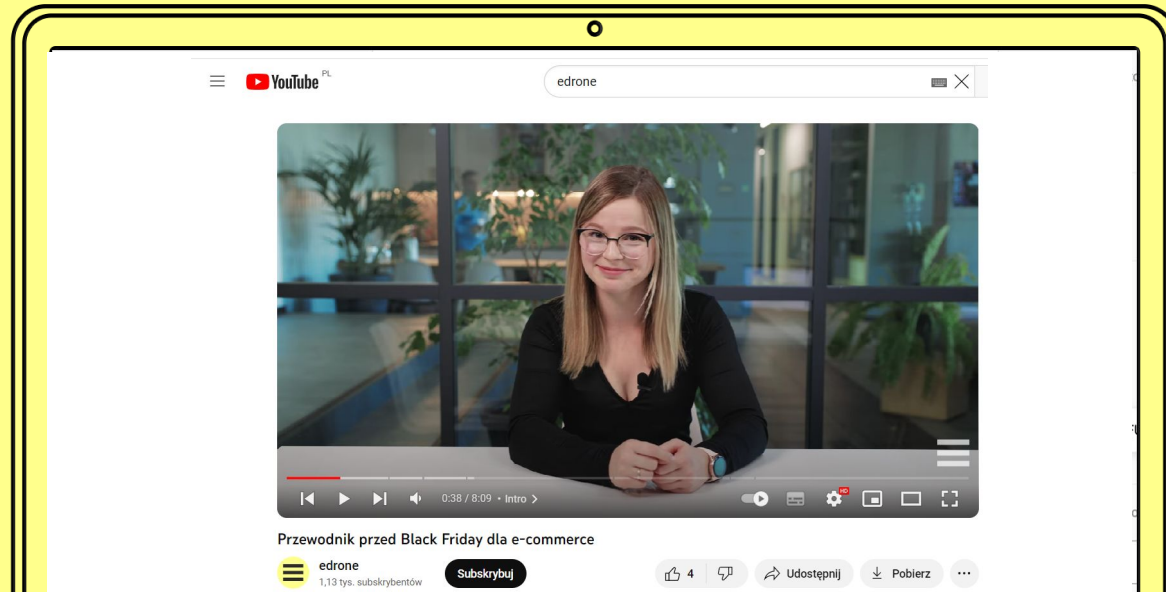 YouTube PL
edrone
0:38 / 8:09 • Intro
HD
Przewodnik przed Black Friday dla e-commerce
edrone
1,13 tys. subskrybentów
Subskrybuj
4
Udostępnij
Pobierz